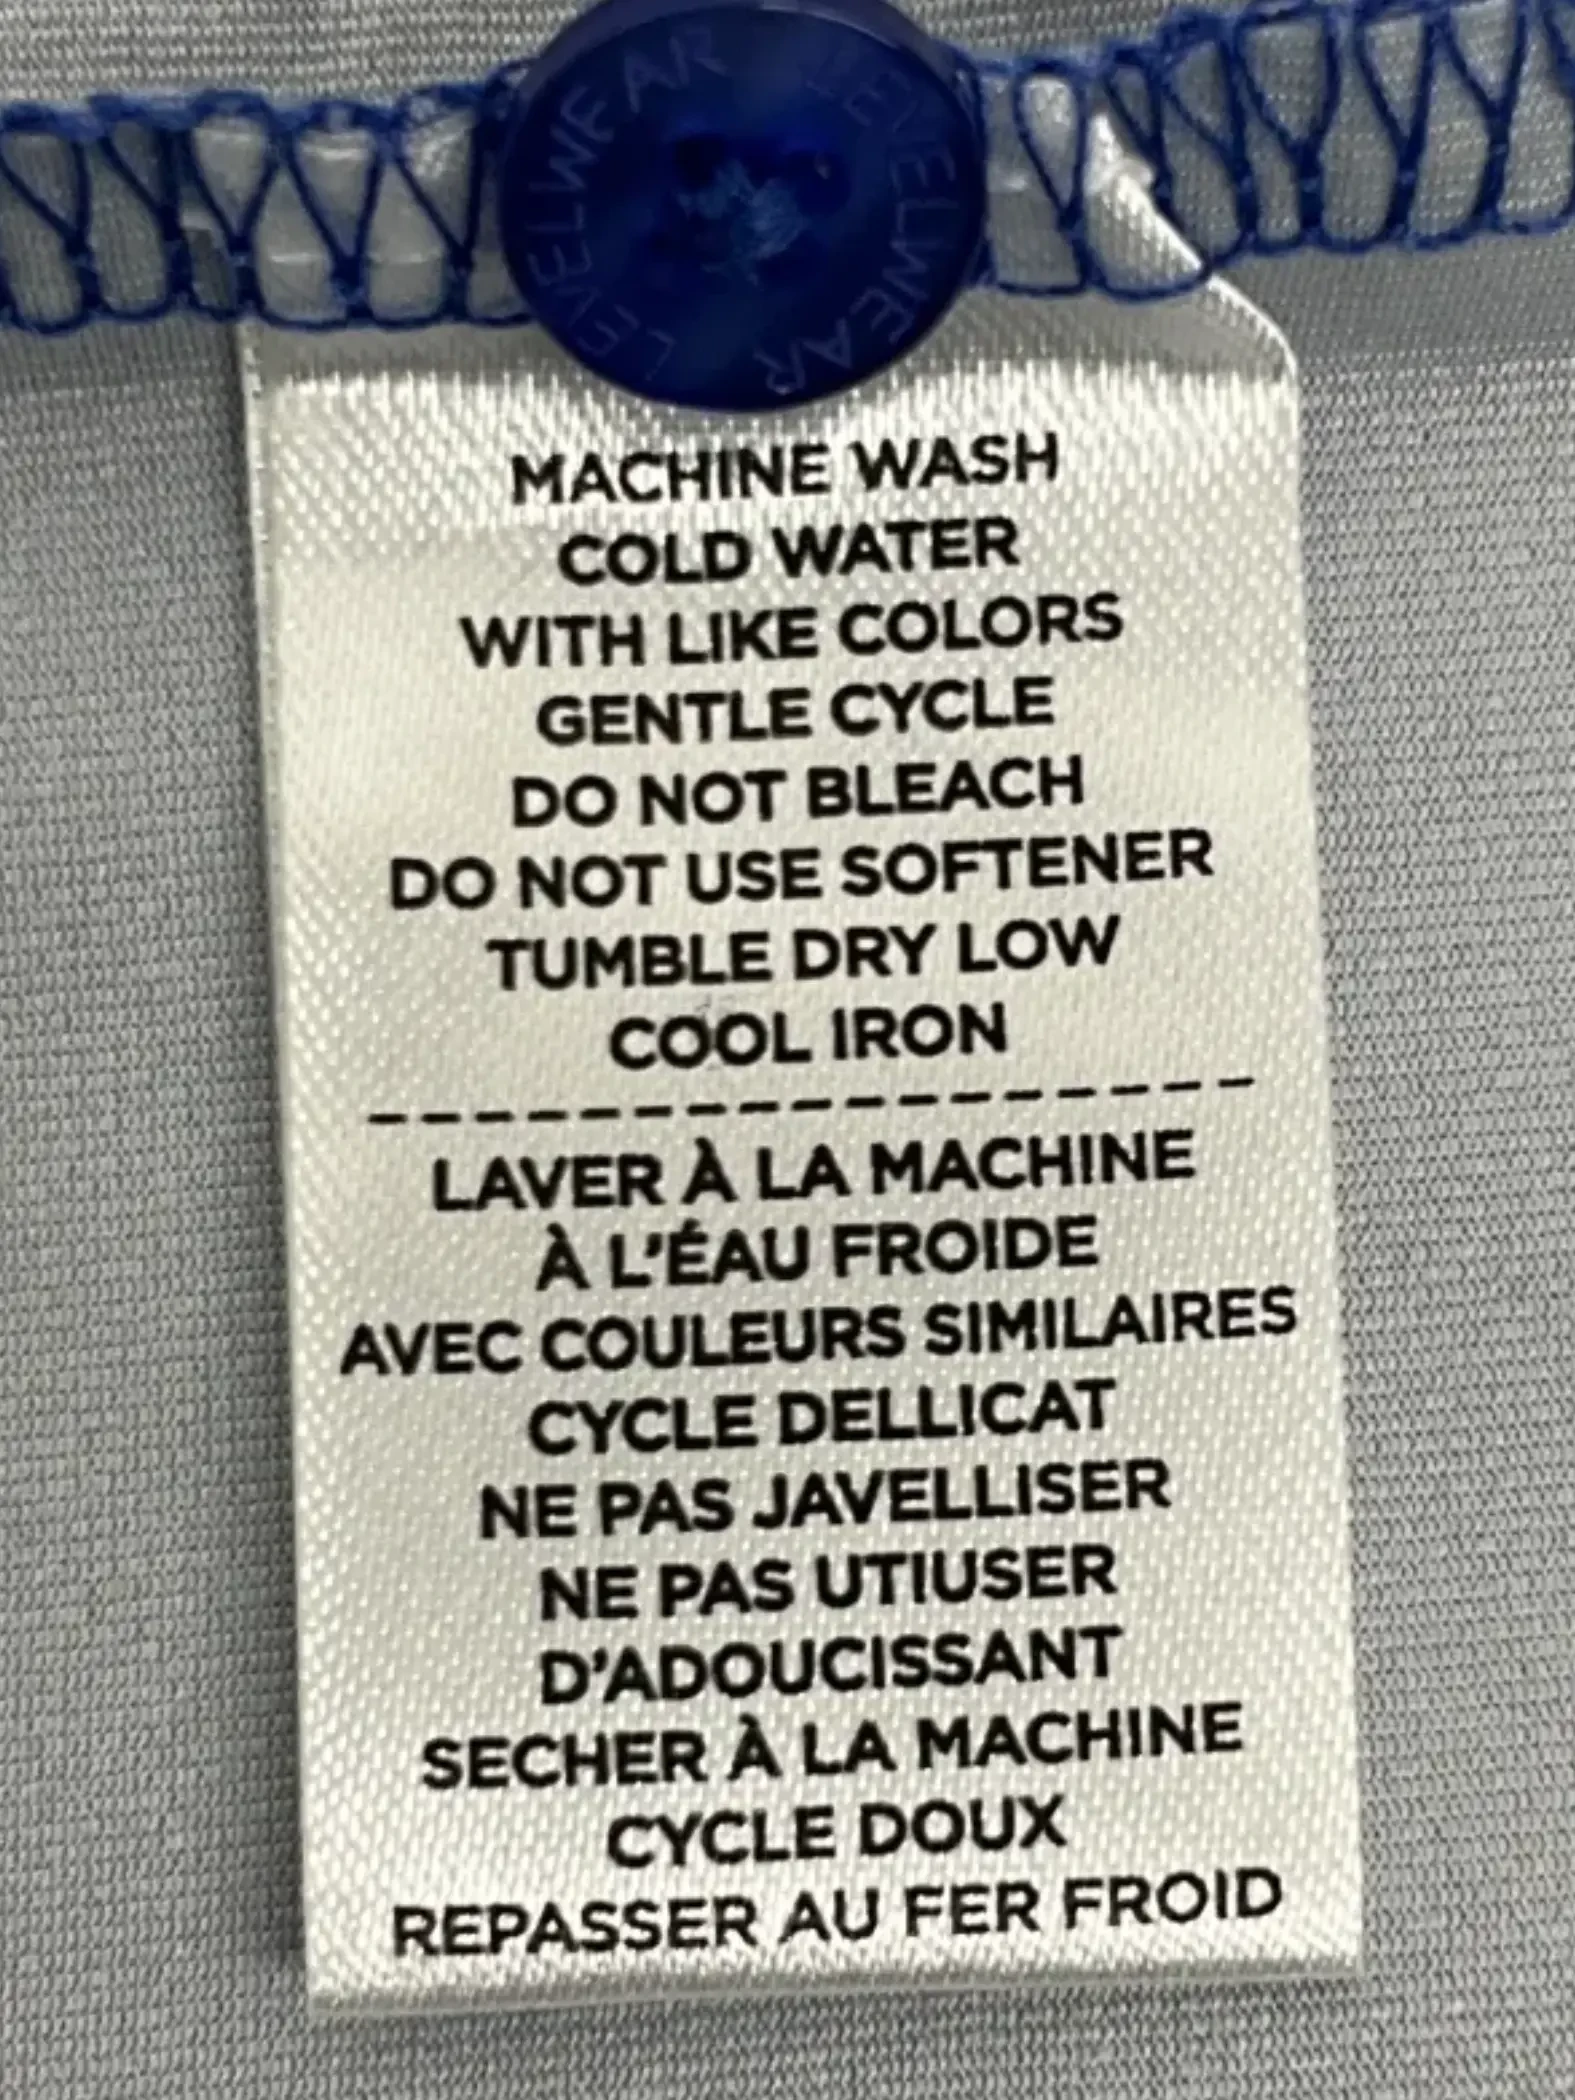 LEVELWEAR LEVELWEAR
MACHINE WASH
COLD WATER
WITH LIKE COLORS
GENTLE CYCLE
DO NOT BLEACH
DO NOT USE SOFTENER
TUMBLE DRY LOW
COOL IRON
LAVER À LA MACHINE
À L'ÉAU FROIDE
AVEC COULEURS SIMILAIRES
CYCLE DELLICAT
NE PAS JAVELLISER
NE PAS UTIUSER
D'ADOUCISSANT
SECHER À LA MACHINE
CYCLE DOUX
REPASSER AU FER FROID